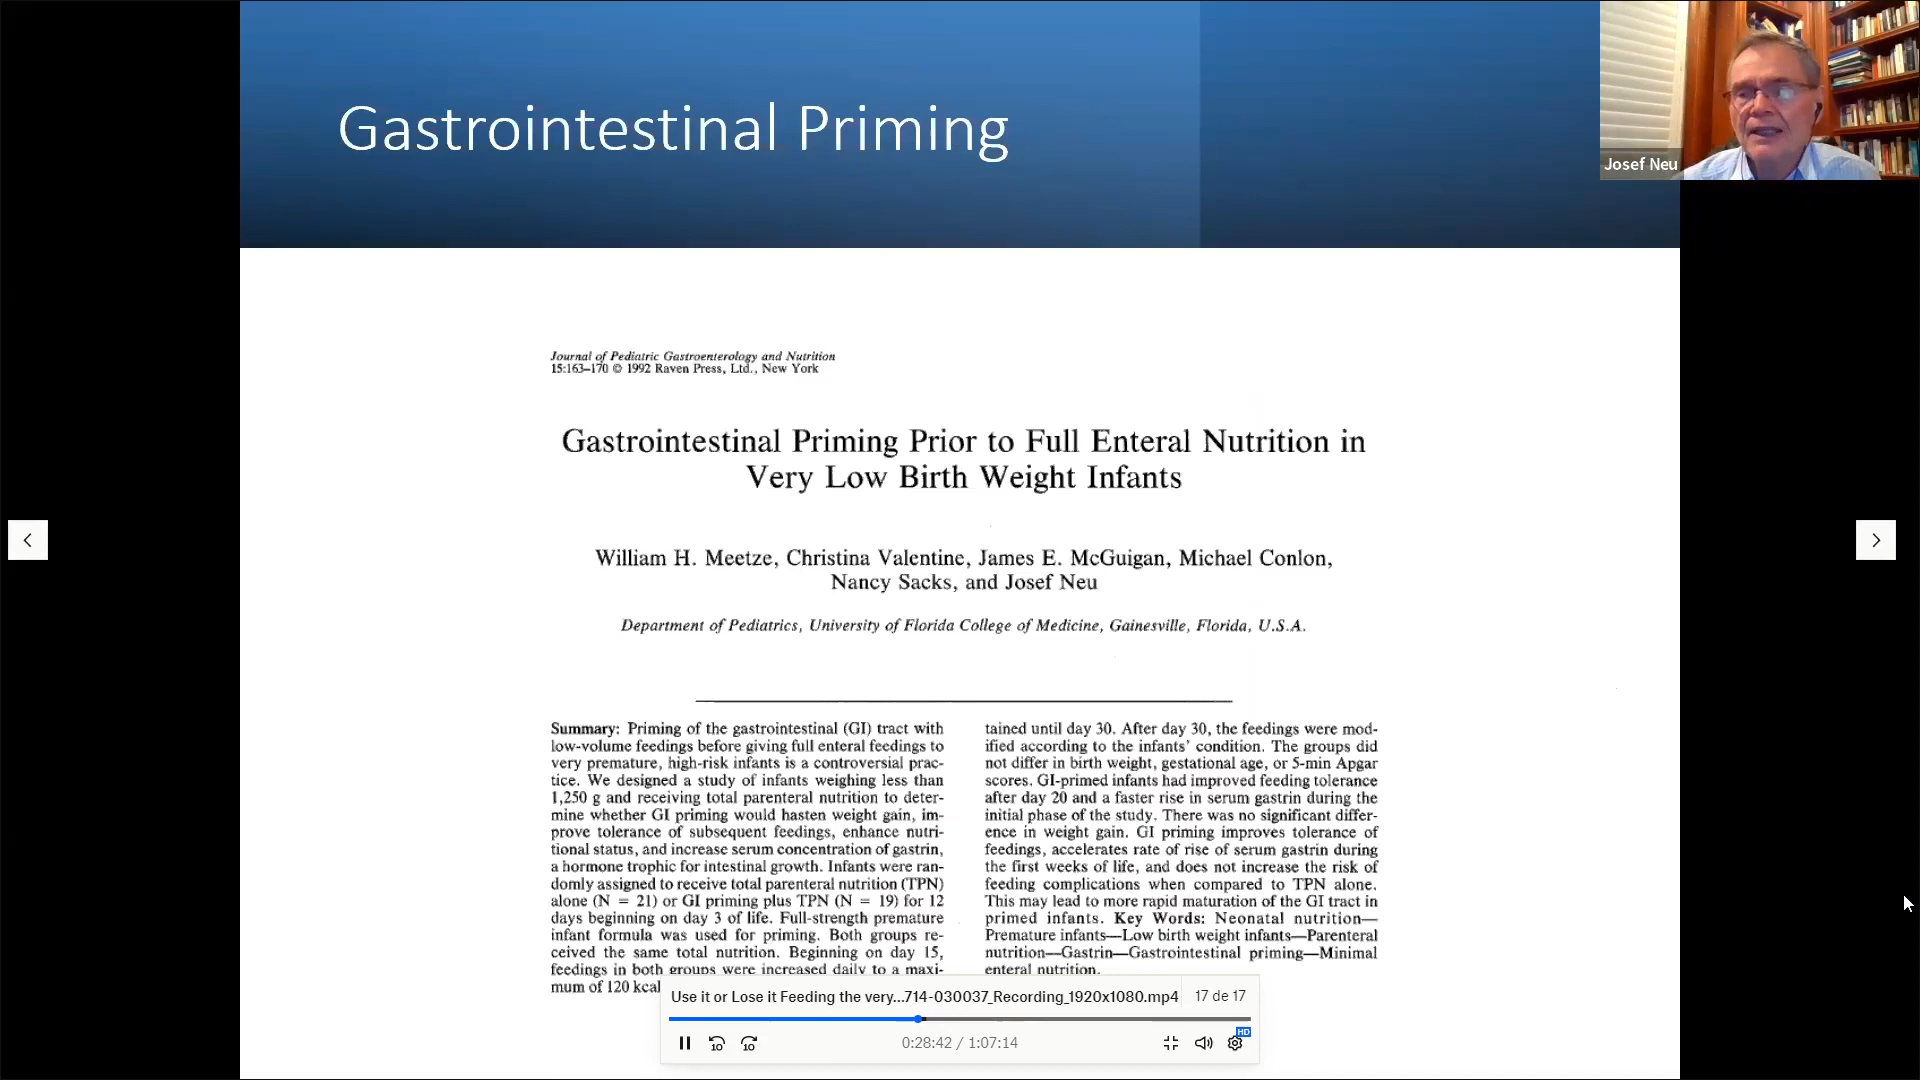 Gastrointestinal Priming
Josef Neu
Journal of Pediatric Gastroenterology and Nutrition
15:163–170 © 1992 Raven Press, Ltd., New York
Gastrointestinal Priming Prior to Full Enteral Nutrition in
Very Low Birth Weight Infants
William H. Meetze, Christina Valentine, James E. McGuigan, Michael Conlon,
Nancy Sacks, and Josef Neu
Department of Pediatrics, University of Florida College of Medicine, Gainesville, Florida, U.S.A.
Summary: Priming of the gastrointestinal (GI) tract with
low-volume feedings before giving full enteral feedings to
very premature, high-risk infants is a controversial prac-
tice. We designed a study of infants weighing less than
1,250 g and receiving total parenteral nutrition to deter-
mine whether GI priming would hasten weight gain, im-
prove tolerance of subsequent feedings, enhance nutri-
tional status, and increase serum concentration of gastrin,
a hormone trophic for intestinal growth. Infants were ran-
domly assigned to receive total parenteral nutrition (TPN)
alone (N = 21) or GI priming plus TPN (N = 19) for 12
days beginning on day 3 of life. Full-strength premature
infant formula was used for priming. Both groups re-
ceived the same total nutrition. Beginning on day 15,
feedings in both groups were increased daily to a maxi-
mum of 120 kcal
tained until day 30. After day 30, the feedings were mod-
ified according to the infants' condition. The groups did
not differ in birth weight, gestational age, or 5-min Apgar
scores. GI-primed infants had improved feeding tolerance
after day 20 and a faster rise in serum gastrin during the
initial phase of the study. There was no significant differ-
ence in weight gain. GI priming improves tolerance of
feedings, accelerates rate of rise of serum gastrin during
the first weeks of life, and does not increase the risk of
feeding complications when compared to TPN alone.
This may lead to more rapid maturation of the GI tract in
primed infants. Key Words: Neonatal nutrition—
Premature infants—Low birth weight infants—Parenteral
nutrition—Gastrin—Gastrointestinal priming—Minimal
enteral nutrition.
Use it or Lose it Feeding the very...714-030037_Recording_1920x1080.mp4 17 de 17
10 10 0:28:42 / 1:07:14 HD